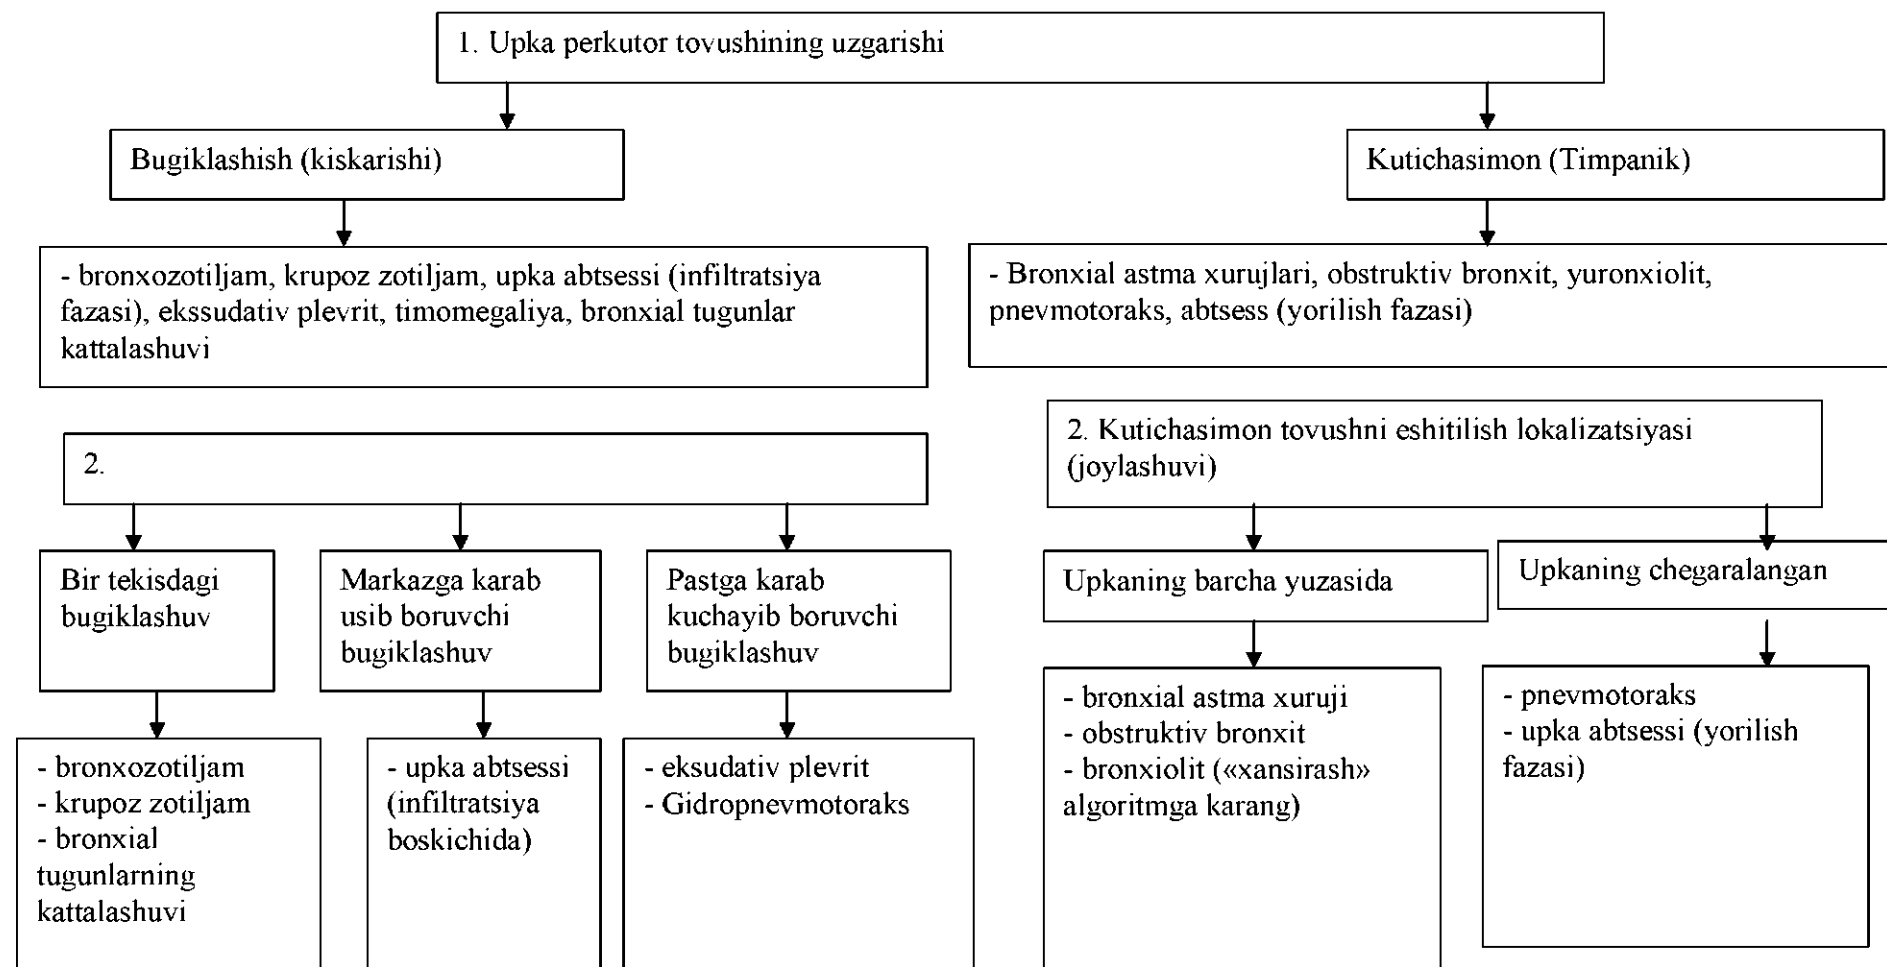 1. Upka perkutor tovushining uzgarishi
Bugiklashish (kiskarishi)
Kutichasimon (Timpanik)
- bronxozotiljam, krupoz zotiljam, upka abtsessi (infiltratsiya
fazasi), ekssudativ plevrit, timomegaliya, bronxial tugunlar
kattalashuvi
- Bronxial astma xurujlari, obstruktiv bronxit, yuronxiolit,
pnevmotoraks, abtsess (yorilish fazasi)
2.
2. Kutichasimon tovushni eshitilish lokalizatsiyasi
(joylashuvi)
Bir tekisdagi
bugiklashuv
Markazga karab
usib boruvchi
bugiklashuv
Pastga karab
kuchayib boruvchi
bugiklashuv
Upkaning barcha yuzasida
Upkaning chegaralangan
- bronxozotiljam
- krupoz zotiljam
- bronxial
tugunlarning
kattalashuvi
- upka abtsessi
(infiltratsiya
boskichida)
- eksudativ plevrit
- Gidropnevmotoraks
- bronxial astma xuruji
- obstruktiv bronxit
- bronxiolit («xansirash»
algoritmga karang)
- pnevmotoraks
- upka abtsessi (yorilish
fazasi)